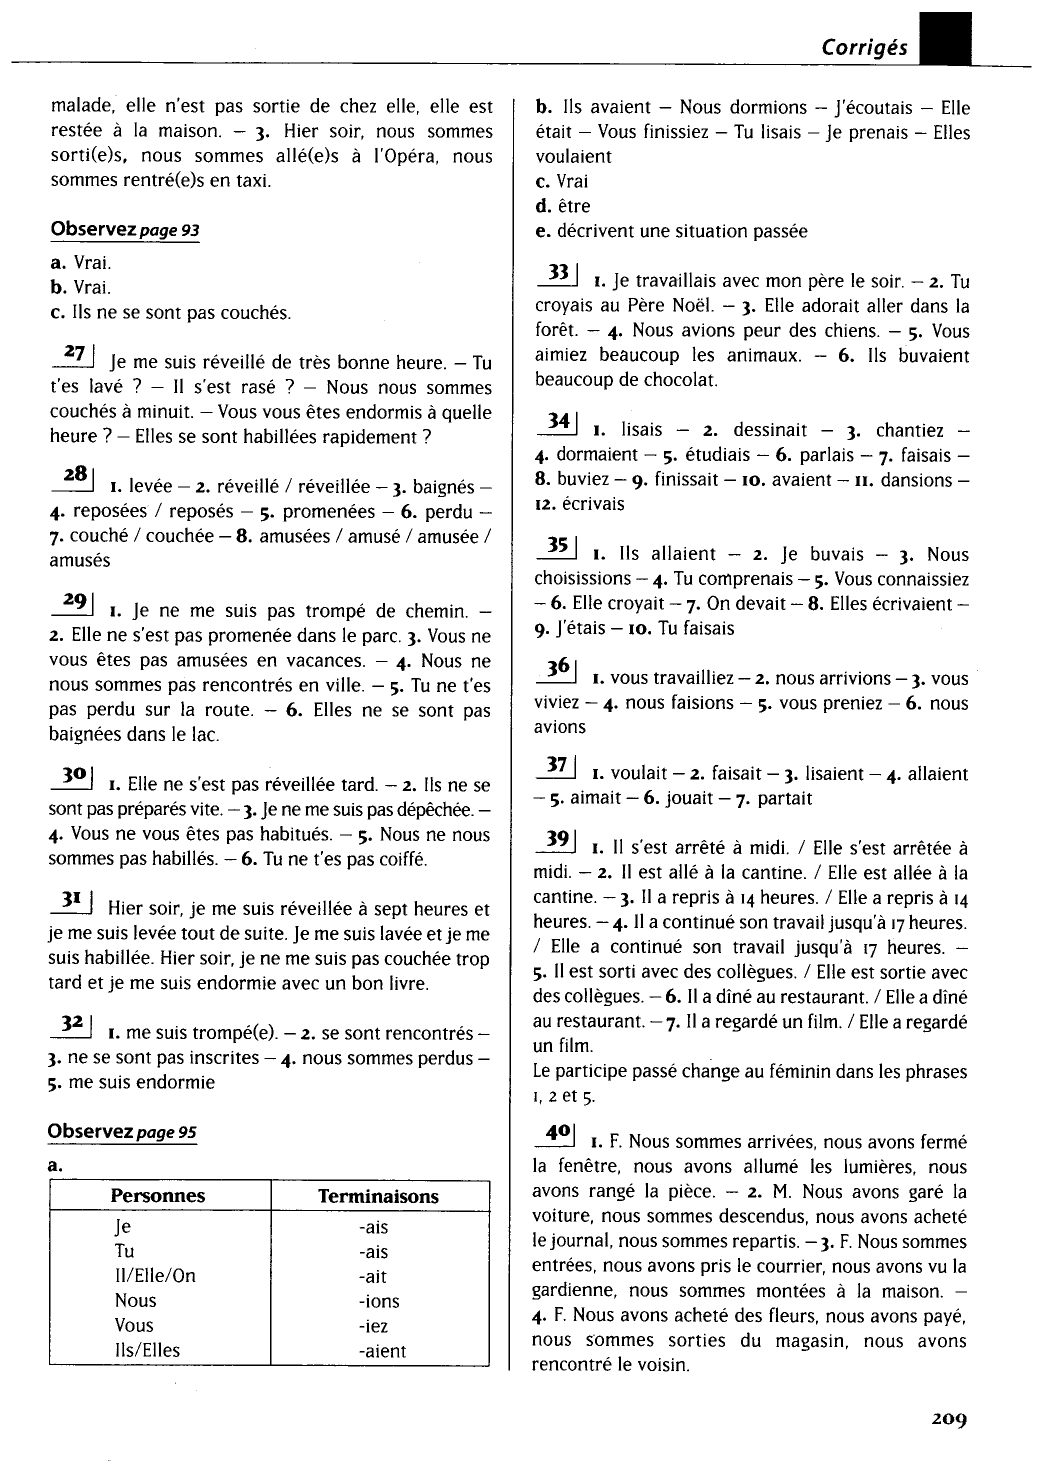 Corrigés
malade, elle n'est pas sortie de chez elle, elle est
restée à la maison. – 3. Hier soir, nous sommes
sorti(e)s, nous sommes allé(e)s à l'Opéra, nous
sommes rentré(e)s en taxi.
Observez page 93
a. Vrai.
b. Vrai.
c. Ils ne se sont pas couchés.
27 Je me suis réveillé de très bonne heure. – Tu
t'es lavé ? – Il s'est rasé ? – Nous nous sommes
couchés à minuit. – Vous vous êtes endormis à quelle
heure ? – Elles se sont habillées rapidement ?
28 1. levée – 2. réveillé / réveillée – 3. baignés –
4. reposées / reposés – 5. promenées – 6. perdu –
7. couché / couchée – 8. amusées / amusé / amusée /
amusés
29 1. Je ne me suis pas trompé de chemin. –
2. Elle ne s'est pas promenée dans le parc. 3. Vous ne
vous êtes pas amusées en vacances. – 4. Nous ne
nous sommes pas rencontrés en ville. – 5. Tu ne t'es
pas perdu sur la route. – 6. Elles ne se sont pas
baignées dans le lac.
30 1. Elle ne s'est pas réveillée tard. – 2. Ils ne se
sont pas préparés vite. – 3. Je ne me suis pas dépêchée. –
4. Vous ne vous êtes pas habitués. – 5. Nous ne nous
sommes pas habillés. – 6. Tu ne t'es pas coiffé.
31 Hier soir, je me suis réveillée à sept heures et
je me suis levée tout de suite. Je me suis lavée et je me
suis habillée. Hier soir, je ne me suis pas couchée trop
tard et je me suis endormie avec un bon livre.
32 1. me suis trompé(e). – 2. se sont rencontrés –
3. ne se sont pas inscrites – 4. nous sommes perdus –
5. me suis endormie
Observez page 95
a.
Personnes Terminaisons
Je -ais
Tu -ais
Il/Elle/On -ait
Nous -ions
Vous -iez
Ils/Elles -aient
b. Ils avaient – Nous dormions – J'écoutais – Elle
était – Vous finissiez – Tu lisais – Je prenais – Elles
voulaient
c. Vrai
d. être
e. décrivent une situation passée
33 1. Je travaillais avec mon père le soir. – 2. Tu
croyais au Père Noël. – 3. Elle adorait aller dans la
forêt. – 4. Nous avions peur des chiens. – 5. Vous
aimiez beaucoup les animaux. – 6. Ils buvaient
beaucoup de chocolat.
34 1. lisais – 2. dessinait – 3. chantiez –
4. dormaient – 5. étudiais – 6. parlais – 7. faisais –
8. buviez – 9. finissait – 10. avaient – 11. dansions –
12. écrivais
35 1. Ils allaient – 2. Je buvais – 3. Nous
choisissions – 4. Tu comprenais – 5. Vous connaissiez
– 6. Elle croyait – 7. On devait – 8. Elles écrivaient –
9. J'étais – 10. Tu faisais
36 1. vous travailliez – 2. nous arrivions – 3. vous
viviez – 4. nous faisions – 5. vous preniez – 6. nous
avions
37 1. voulait – 2. faisait – 3. lisaient – 4. allaient
– 5. aimait – 6. jouait – 7. partait
39 1. Il s'est arrêté à midi. / Elle s'est arrêtée à
midi. – 2. Il est allé à la cantine. / Elle est allée à la
cantine. – 3. Il a repris à 14 heures. / Elle a repris à 14
heures. – 4. Il a continué son travail jusqu'à 17 heures.
/ Elle a continué son travail jusqu'à 17 heures. –
5. Il est sorti avec des collègues. / Elle est sortie avec
des collègues. – 6. Il a dîné au restaurant. / Elle a dîné
au restaurant. – 7. Il a regardé un film. / Elle a regardé
un film.
Le participe passé change au féminin dans les phrases
1, 2 et 5.
40 1. F. Nous sommes arrivées, nous avons fermé
la fenêtre, nous avons allumé les lumières, nous
avons rangé la pièce. – 2. M. Nous avons garé la
voiture, nous sommes descendus, nous avons acheté
le journal, nous sommes repartis. – 3. F. Nous sommes
entrées, nous avons pris le courrier, nous avons vu la
gardienne, nous sommes montées à la maison. –
4. F. Nous avons acheté des fleurs, nous avons payé,
nous sommes sorties du magasin, nous avons
rencontré le voisin.
209